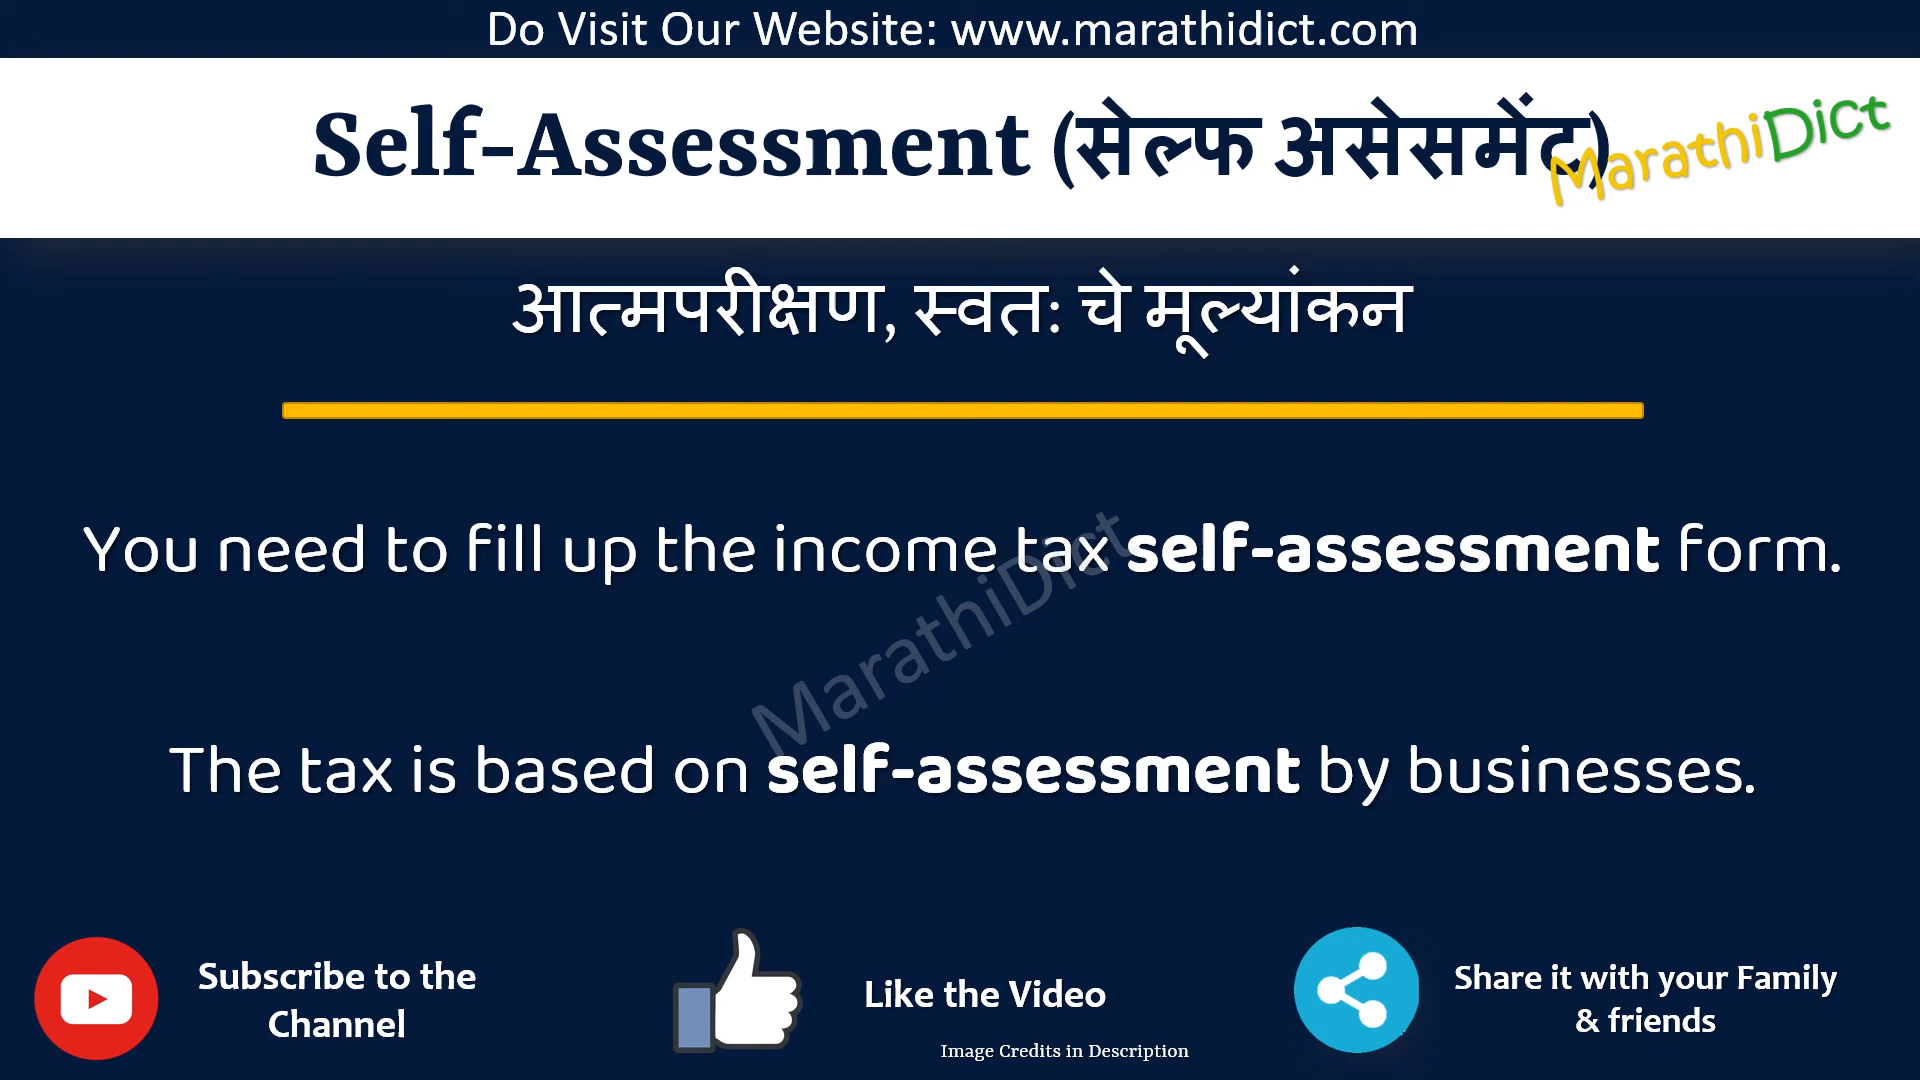 Do Visit Our Website: www.marathidict.com
Self-Assessment (सेल्फ असेसमेंट)
MarathiDict
आत्मपरीक्षण, स्वत: चे मूल्यांकन
You need to fill up the income tax self-assessment form.
MarathiDict
The tax is based on self-assessment by businesses.
Subscribe to the
Channel
Like the Video
Share it with your Family
& friends
Image Credits in Description